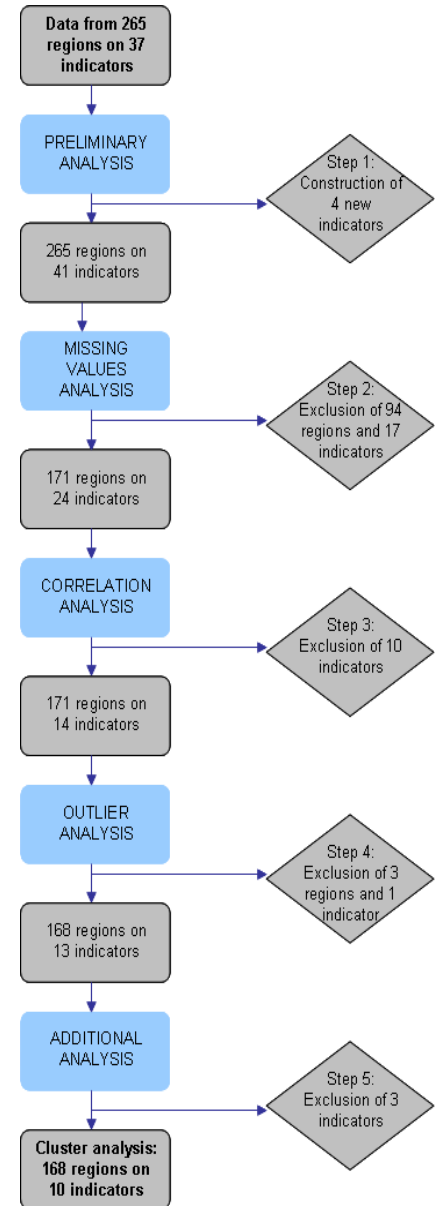 Data from 265
regions on 37
indicators
PRELIMINARY
ANALYSIS
Step 1:
Construction of
4 new
indicators
265 regions on
41 indicators
MISSING
VALUES
ANALYSIS
Step 2:
Exclusion of 94
regions and 17
indicators
171 regions on
24 indicators
CORRELATION
ANALYSIS
Step 3:
Exclusion of 10
indicators
171 regions on
14 indicators
OUTLIER
ANALYSIS
Step 4:
Exclusion of 3
regions and 1
indicator
168 regions on
13 indicators
ADDITIONAL
ANALYSIS
Step 5:
Exclusion of 3
indicators
Cluster analysis:
168 regions on
10 indicators